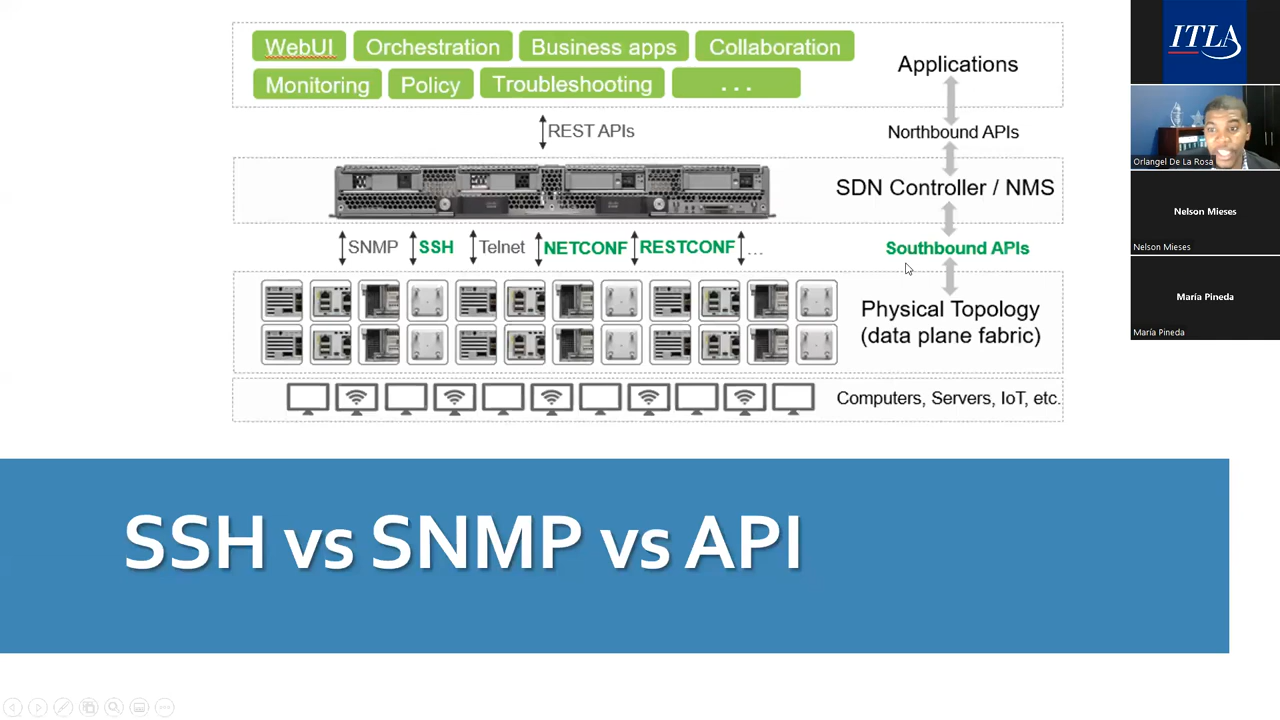 WebUI Orchestration Business apps Collaboration
Monitoring Policy Troubleshooting ...
Applications
REST APIs
Northbound APIs
SDN Controller / NMS
SNMP SSH Telnet NETCONF RESTCONF ...
Southbound APIs
Physical Topology
(data plane fabric)
Computers, Servers, IoT, etc.
SSH vs SNMP vs API
ITLA
Orlangel De La Rosa
Nelson Mieses
Nelson Mieses
María Pineda
María Pineda